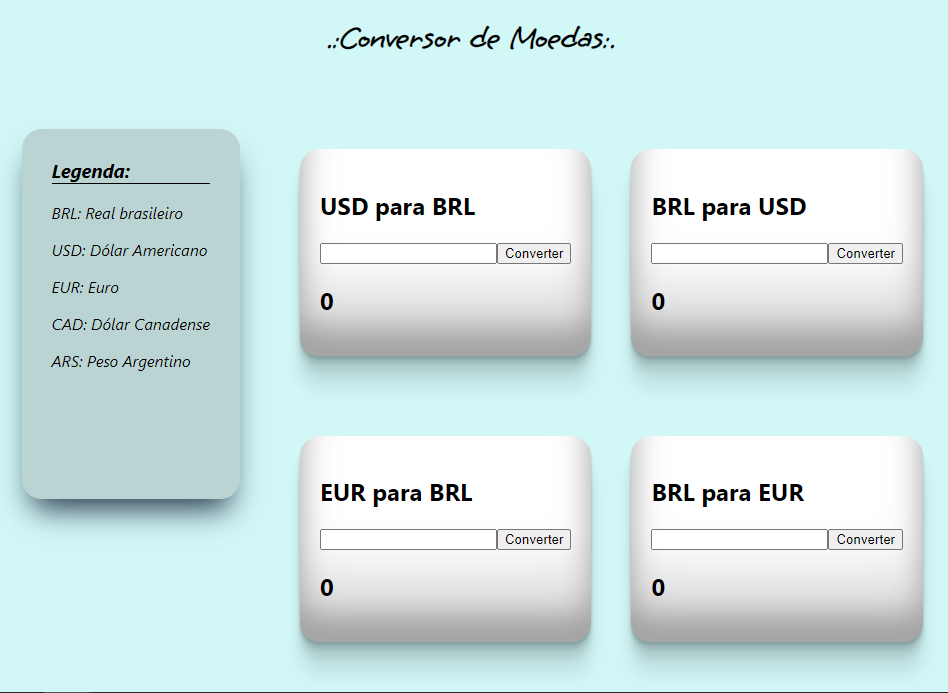 .:Conversor de Moedas:.
Legenda:
BRL: Real brasileiro
USD: Dólar Americano
EUR: Euro
CAD: Dólar Canadense
ARS: Peso Argentino
USD para BRL
Converter
0
BRL para USD
Converter
0
EUR para BRL
Converter
0
BRL para EUR
Converter
0